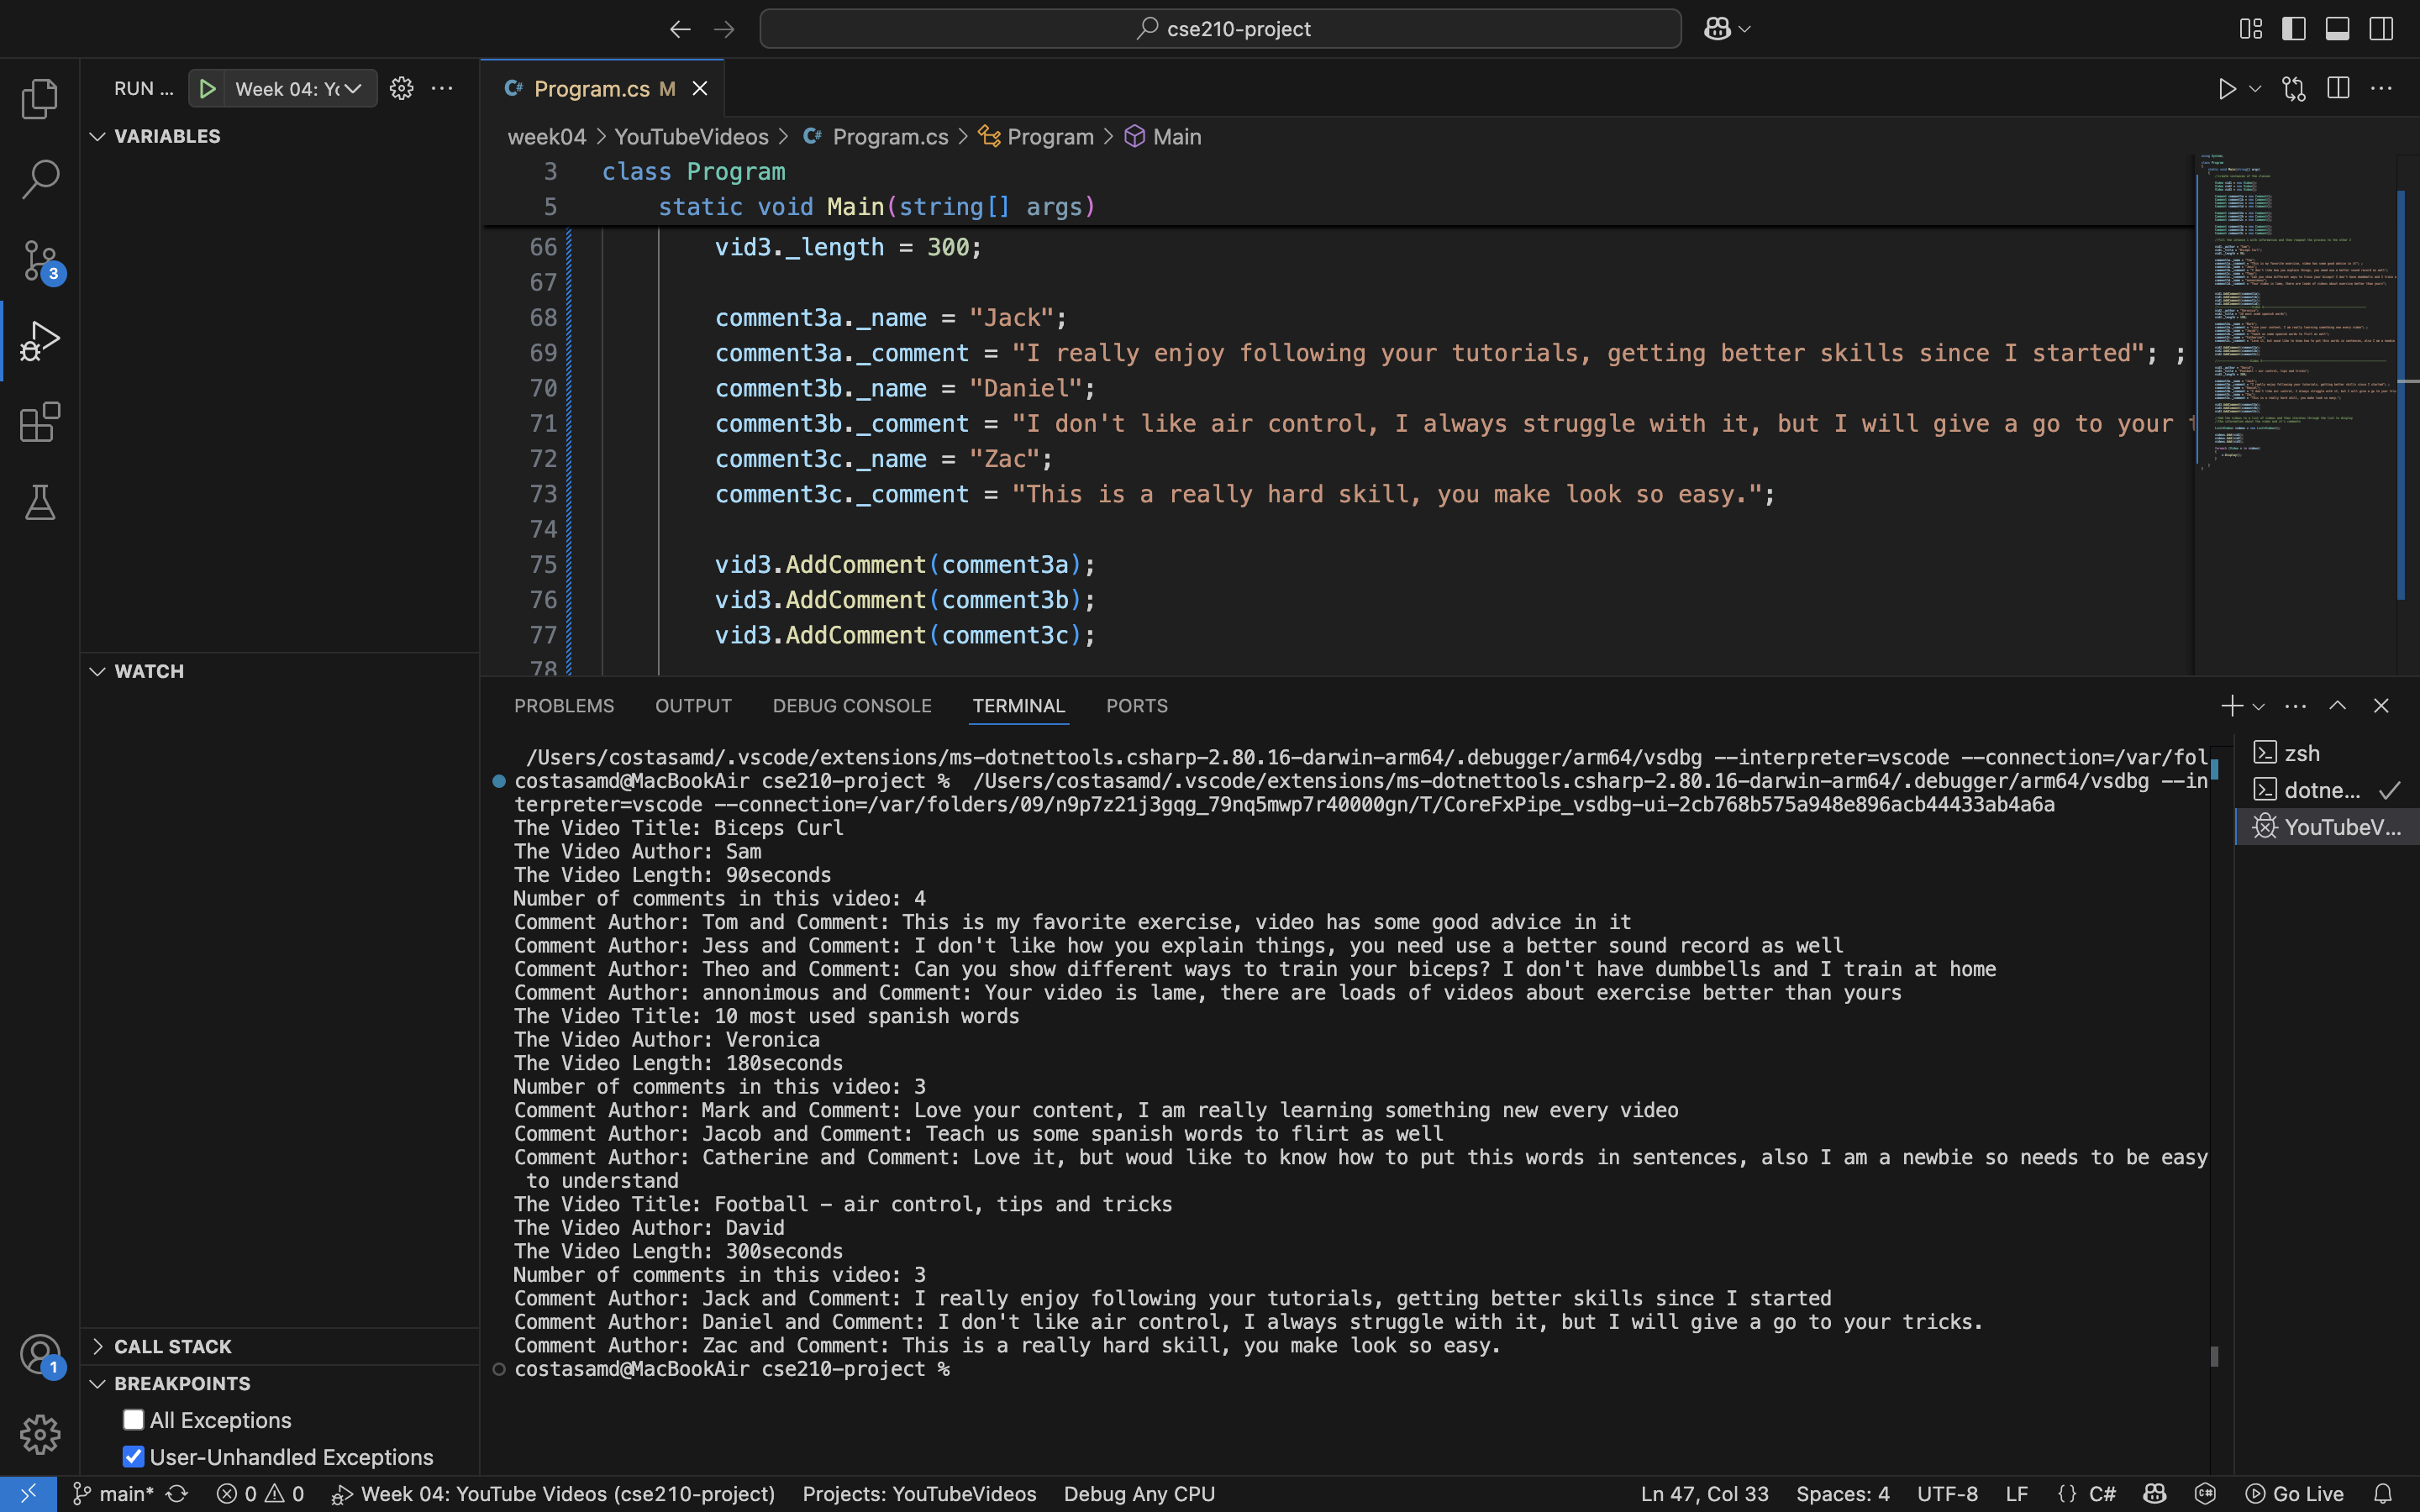 cse210-project
RUN ...
Week 04: Yo
Program.cs M
VARIABLES
week04 > YouTubeVideos > Program.cs > Program > Main
3 class Program
5 static void Main(string[] args)
66 vid3._length = 300;
67
68 comment3a._name = "Jack";
69 comment3a._comment = "I really enjoy following your tutorials, getting better skills since I started"; ;
70 comment3b._name = "Daniel";
71 comment3b._comment = "I don't like air control, I always struggle with it, but I will give a go to your
72 comment3c._name = "Zac";
73 comment3c._comment = "This is a really hard skill, you make look so easy.";
74
75 vid3.AddComment(comment3a);
76 vid3.AddComment(comment3b);
77 vid3.AddComment(comment3c);
78
3
WATCH
PROBLEMS OUTPUT DEBUG CONSOLE TERMINAL PORTS
/Users/costasamd/.vscode/extensions/ms-dotnettools.csharp-2.80.16-darwin-arm64/.debugger/arm64/vsdbg --interpreter=vscode --connection=/var/fol
costasamd@MacBookAir cse210-project % /Users/costasamd/.vscode/extensions/ms-dotnettools.csharp-2.80.16-darwin-arm64/.debugger/arm64/vsdbg --in
terpreter=vscode --connection=/var/folders/09/n9p7z21j3gqg_79nq5mwp7r40000gn/T/CoreFxPipe_vsdbg-ui-2cb768b575a948e896acb44433ab4a6a
The Video Title: Biceps Curl
The Video Author: Sam
The Video Length: 90seconds
Number of comments in this video: 4
Comment Author: Tom and Comment: This is my favorite exercise, video has some good advice in it
Comment Author: Jess and Comment: I don't like how you explain things, you need use a better sound record as well
Comment Author: Theo and Comment: Can you show different ways to train your biceps? I don't have dumbbells and I train at home
Comment Author: annonimous and Comment: Your video is lame, there are loads of videos about exercise better than yours
The Video Title: 10 most used spanish words
The Video Author: Veronica
The Video Length: 180seconds
Number of comments in this video: 3
Comment Author: Mark and Comment: Love your content, I am really learning something new every video
Comment Author: Jacob and Comment: Teach us some spanish words to flirt as well
Comment Author: Catherine and Comment: Love it, but woud like to know how to put this words in sentences, also I am a newbie so needs to be easy
to understand
The Video Title: Football - air control, tips and tricks
The Video Author: David
The Video Length: 300seconds
Number of comments in this video: 3
Comment Author: Jack and Comment: I really enjoy following your tutorials, getting better skills since I started
Comment Author: Daniel and Comment: I don't like air control, I always struggle with it, but I will give a go to your tricks.
Comment Author: Zac and Comment: This is a really hard skill, you make look so easy.
costasamd@MacBookAir cse210-project %
zsh
dotne...
YouTubeV...
CALL STACK
BREAKPOINTS
All Exceptions
User-Unhandled Exceptions
1
main* 0 0 Week 04: YouTube Videos (cse210-project) Projects: YouTubeVideos Debug Any CPU Ln 47, Col 33 Spaces: 4 UTF-8 LF {} C# Go Live